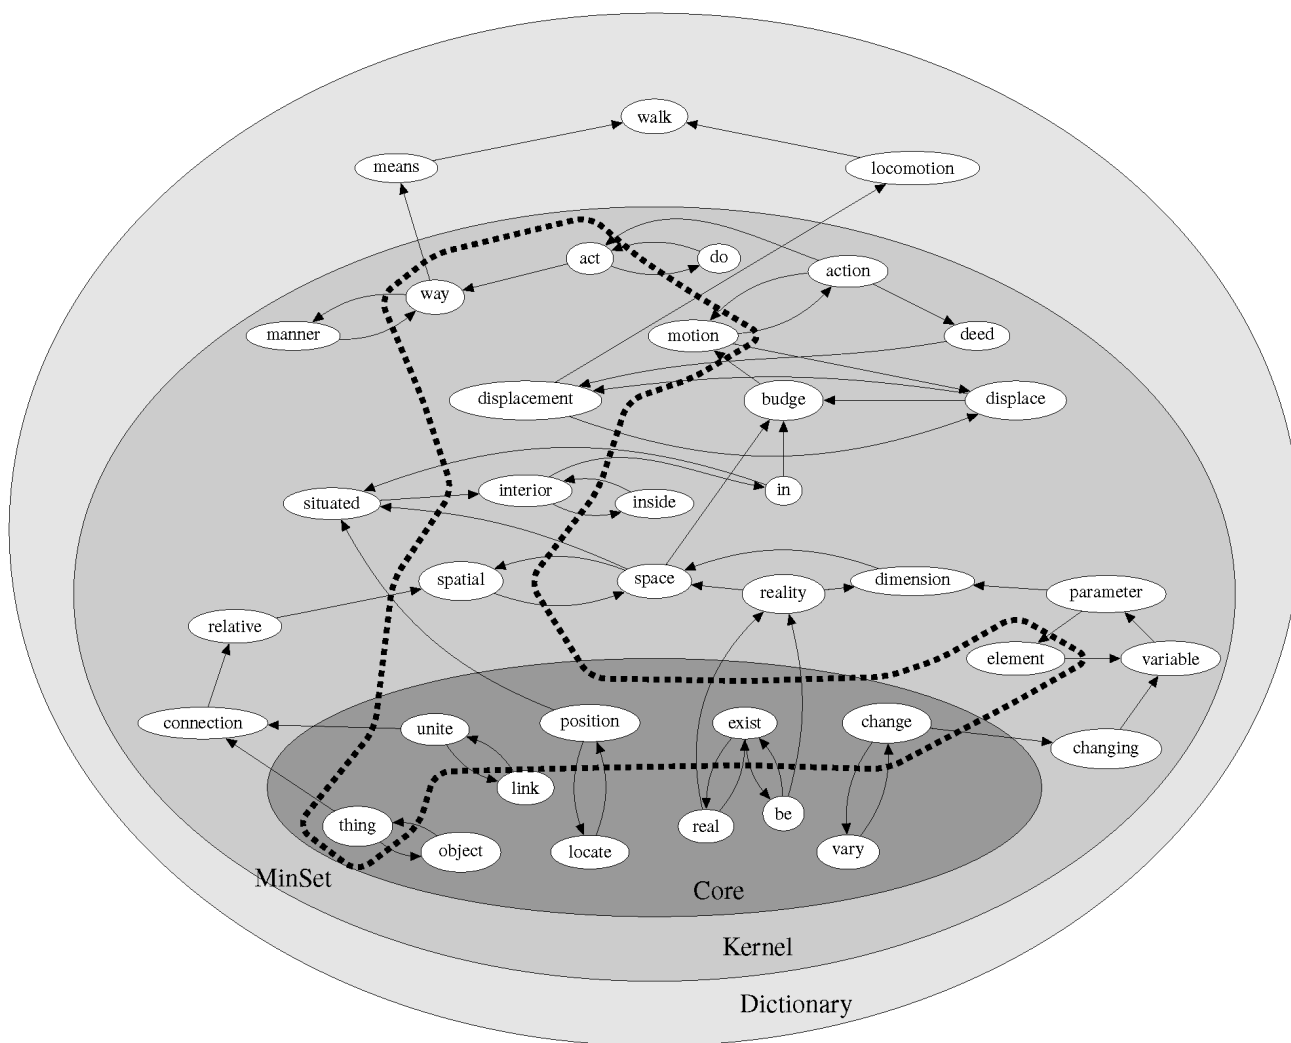 walk
means
locomotion
act
do
action
way
manner
motion
deed
displacement
budge
displace
situated
interior
inside
in
spatial
space
reality
dimension
parameter
relative
element
variable
connection
unite
position
exist
change
changing
link
thing
object
locate
real
be
vary
MinSet
Core
Kernel
Dictionary